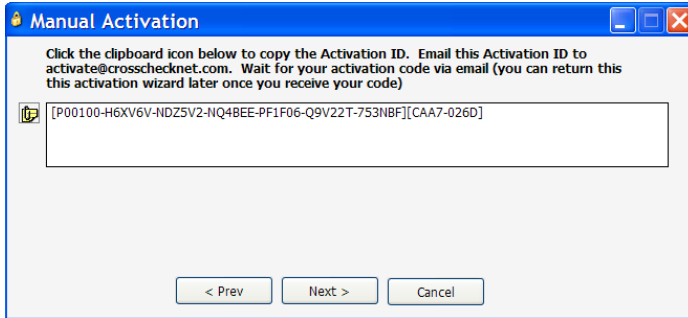 Manual Activation
Click the clipboard icon below to copy the Activation ID. Email this Activation ID to
activate@crosschecknet.com. Wait for your activation code via email (you can return this
this activation wizard later once you receive your code)
[P00100-H6XV6V-NDZ5V2-NQ4BEE-PF1F06-Q9V22T-753NBF][CAA7-026D]
< Prev
Next >
Cancel